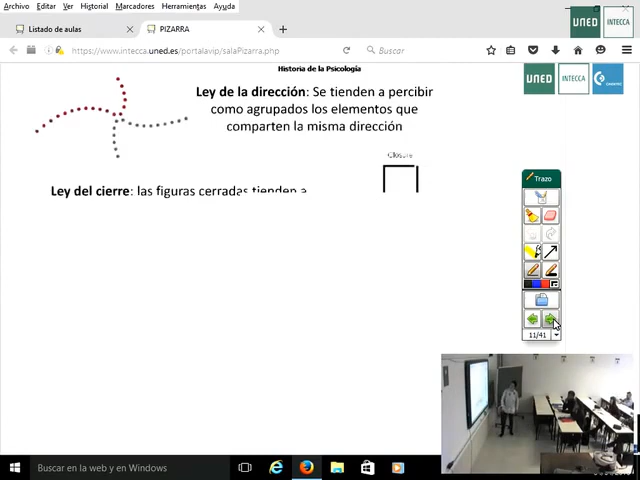 Archivo Editar Ver Historial Marcadores Herramientas Ayuda
Listado de aulas
PIZARRA
https://www.intecca.uned.es/portalavip/salaPizarra.php
Buscar
UNED INTECCA
Historia de la Psicología
UNED INTECCA
Ley de la dirección: Se tienden a percibir
como agrupados los elementos que
comparten la misma dirección
Closure
Ley del cierre: las figuras cerradas tienden a
Trazo
11/41
Buscar en la web y en Windows